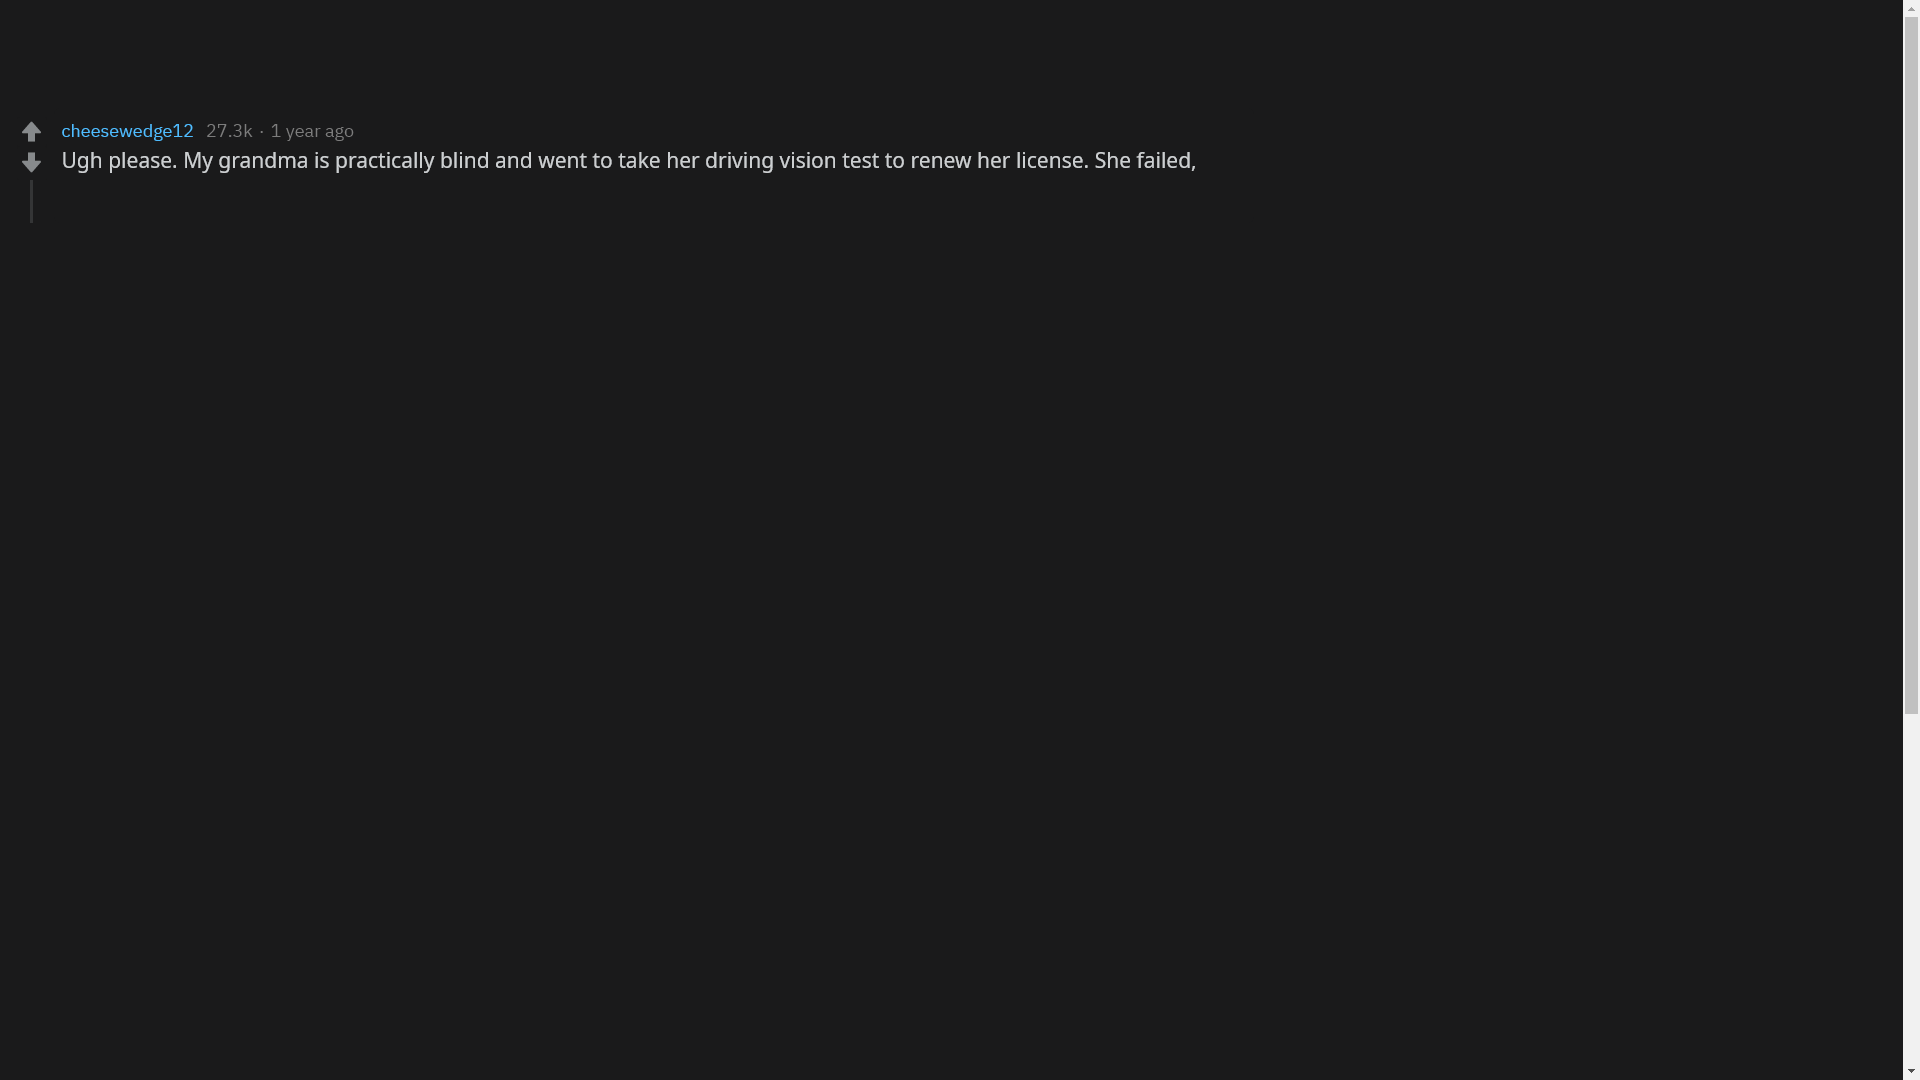 cheesewedge12 27.3k · 1 year ago
Ugh please. My grandma is practically blind and went to take her driving vision test to renew her license. She failed,